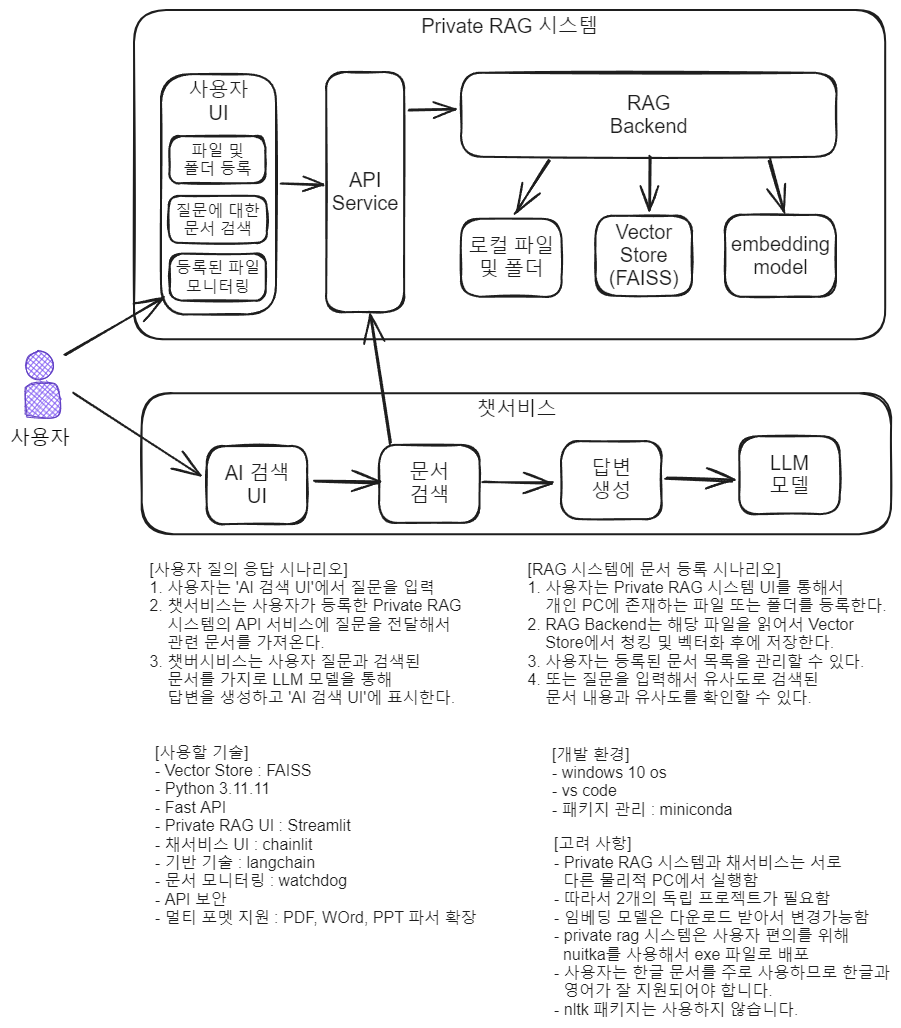 Private RAG 시스템
사용자
UI
파일 및
폴더 등록
질문에 대한
문서 검색
등록된 파일
모니터링
API
Service
RAG
Backend
로컬 파일
및 폴더
Vector
Store
(FAISS)
embedding
model
사용자
챗서비스
AI 검색
UI
문서
검색
답변
생성
LLM
모델
[사용자 질의 응답 시나리오]
1. 사용자는 'AI 검색 UI'에서 질문을 입력
2. 챗서비스는 사용자가 등록한 Private RAG
시스템의 API 서비스에 질문을 전달해서
관련 문서를 가져온다.
3. 챗버시비스는 사용자 질문과 검색된
문서를 가지로 LLM 모델을 통해
답변을 생성하고 'AI 검색 UI'에 표시한다.
[RAG 시스템에 문서 등록 시나리오]
1. 사용자는 Private RAG 시스템 UI를 통해서
개인 PC에 존재하는 파일 또는 폴더를 등록한다.
2. RAG Backend는 해당 파일을 읽어서 Vector
Store에서 청킹 및 벡터화 후에 저장한다.
3. 사용자는 등록된 문서 목록을 관리할 수 있다.
4. 또는 질문을 입력해서 유사도로 검색된
문서 내용과 유사도를 확인할 수 있다.
[사용할 기술]
- Vector Store : FAISS
- Python 3.11.11
- Fast API
- Private RAG UI : Streamlit
- 채서비스 UI : chainlit
- 기반 기술 : langchain
- 문서 모니터링 : watchdog
- API 보안
- 멀티 포멧 지원 : PDF, WOrd, PPT 파서 확장
[개발 환경]
- windows 10 os
- vs code
- 패키지 관리 : miniconda
[고려 사항]
- Private RAG 시스템과 채서비스는 서로
다른 물리적 PC에서 실행함
- 따라서 2개의 독립 프로젝트가 필요함
- 임베딩 모델은 다운로드 받아서 변경가능함
- private rag 시스템은 사용자 편의를 위해
nuitka를 사용해서 exe 파일로 배포
- 사용자는 한글 문서를 주로 사용하므로 한글과
영어가 잘 지원되어야 합니다.
- nltk 패키지는 사용하지 않습니다.